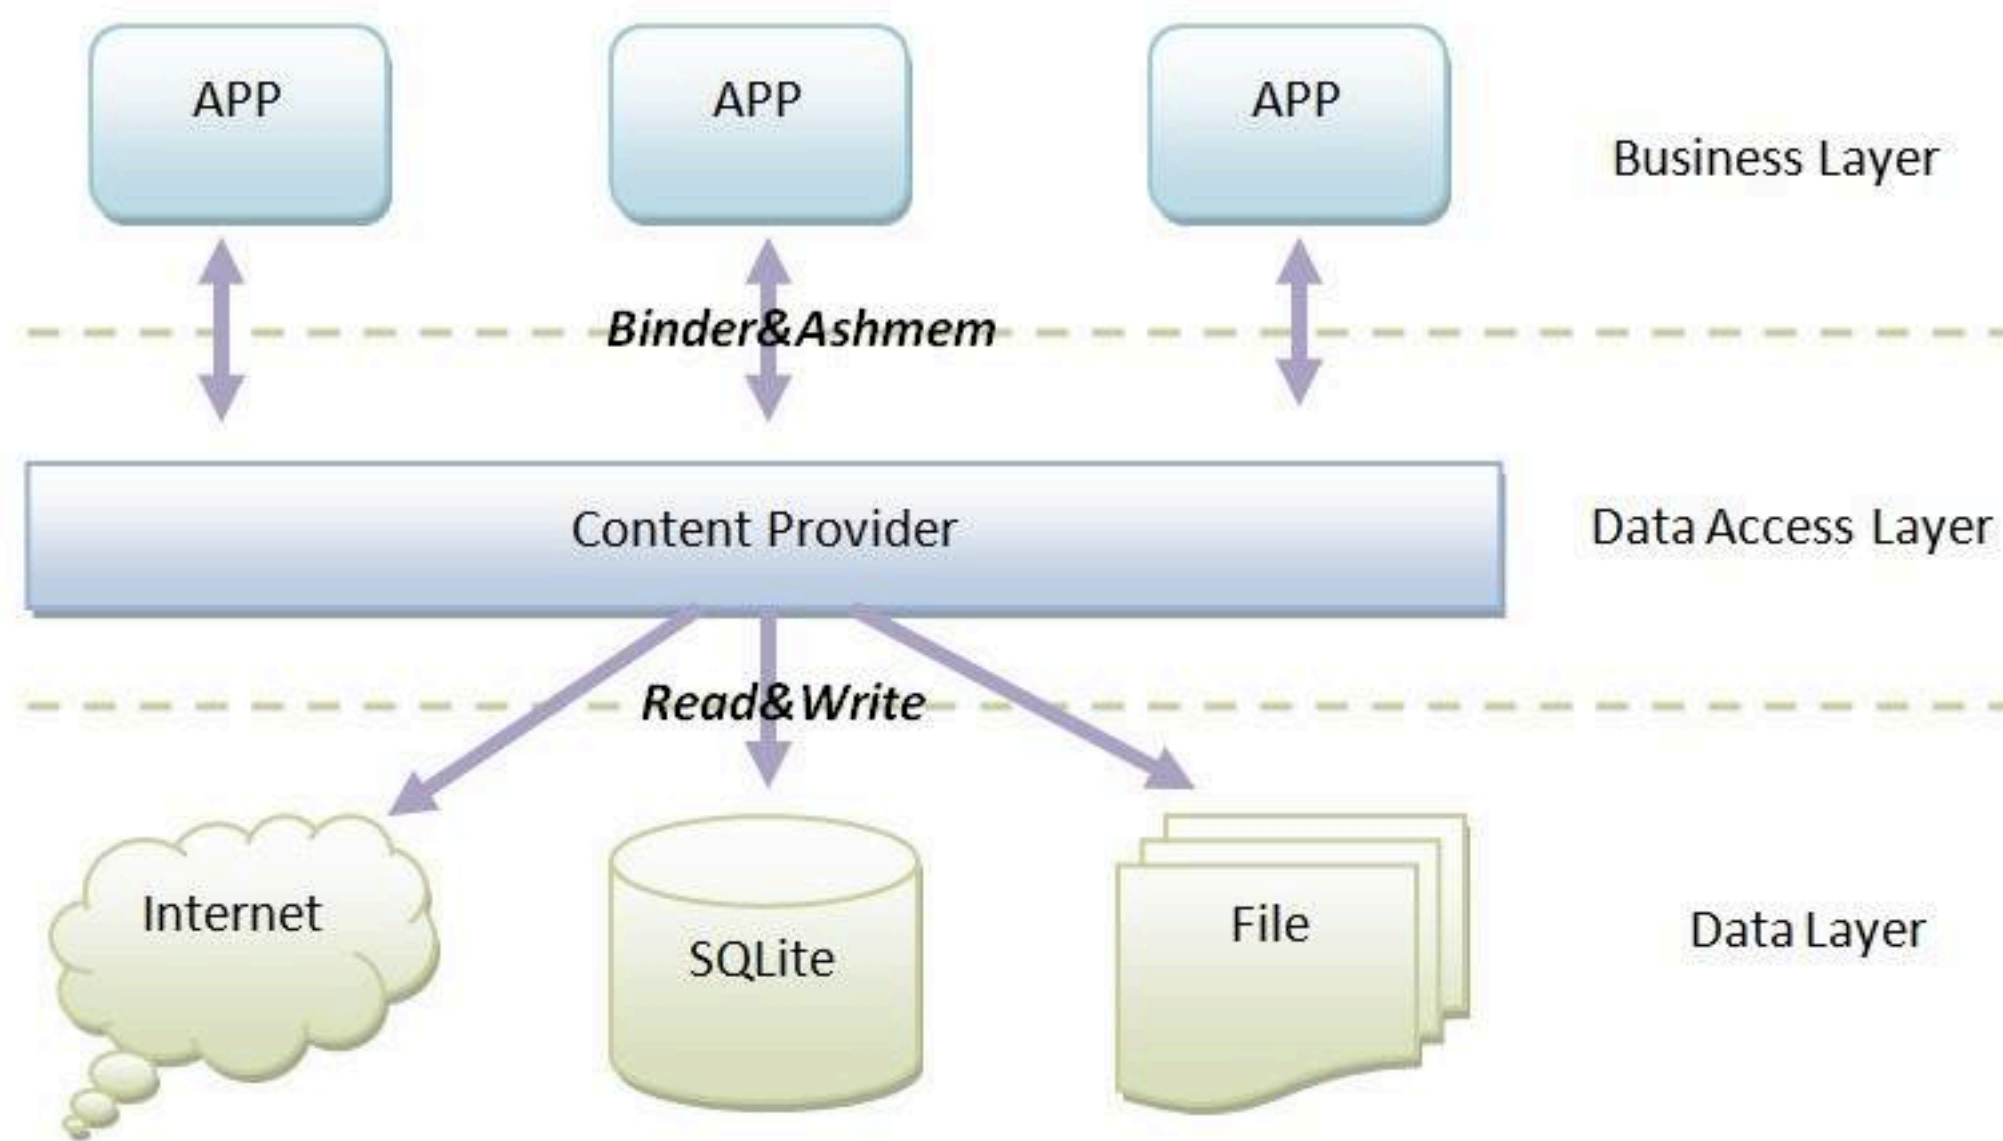 APP
APP
APP
Business Layer
Binder&Ashmem
Content Provider
Data Access Layer
Read&Write
Internet
SQLite
File
Data Layer